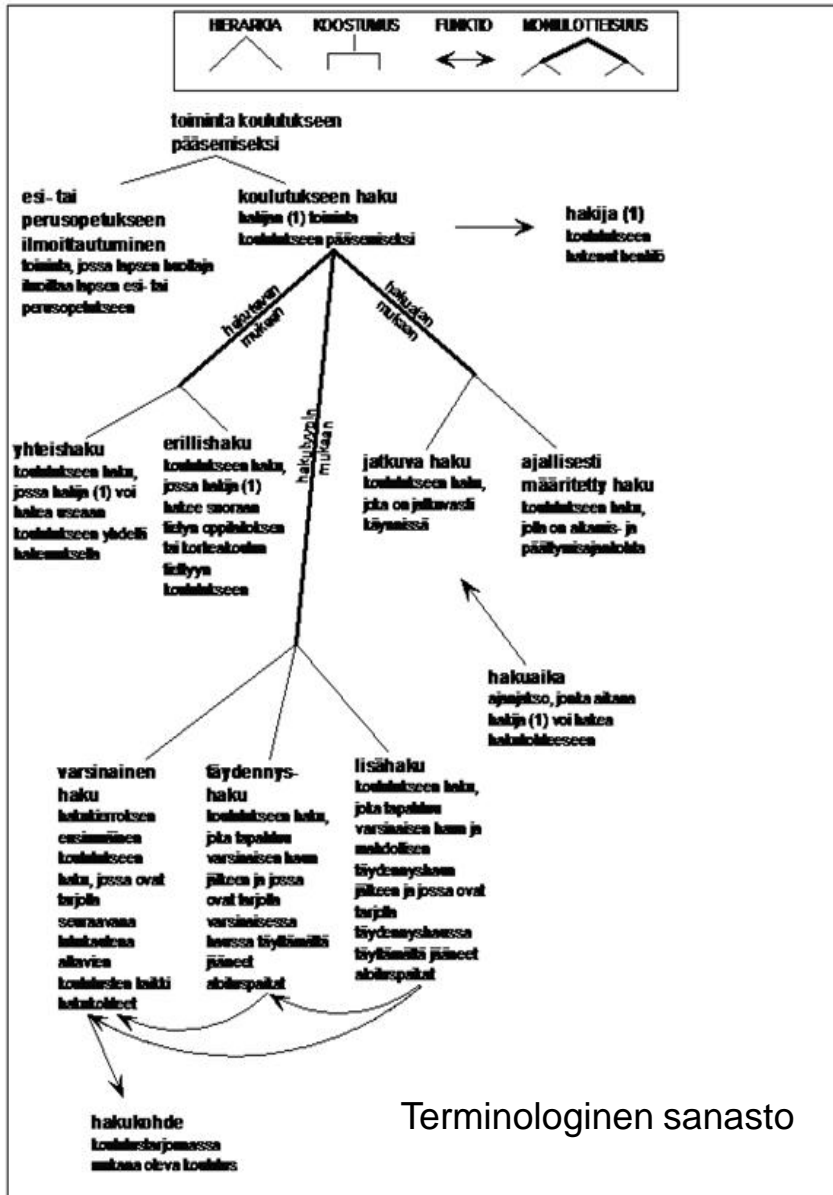 HIERARKIA KOOSTUMUS FUNKTIO MONIULOTTEISUUS
toiminta koulutukseen
pääsemiseksi
esi- tai
perusopetukseen
ilmoittautuminen
toiminta, jossa lapsen huoltaja
ilmoittaa lapsen esi- tai
perusopetukseen
koulutukseen haku
hakijan (1) toiminta
koulutukseen pääsemiseksi
hakija (1)
koulutukseen
hakenut henkilö
hakutavan
mukaan
hakutyypin
mukaan
hakuajan
mukaan
yhteishaku
koulutukseen haku,
jossa hakija (1) voi
hakea useaan
koulutukseen yhdellä
hakemuksella
erillishaku
koulutukseen haku,
jossa hakija (1)
hakee suoraan
tietyn oppilaitoksen
tai korkeakoulun
tiettyyn
koulutukseen
jatkuva haku
koulutukseen haku,
joka on jatkuvasti
käynnissä
ajallisesti
määritetty haku
koulutukseen haku,
jolla on alkamis- ja
päättymisajankohta
hakuaika
ajanjakso, jonka aikana
hakija (1) voi hakea
hakukohteeseen
varsinainen
haku
hakukierroksen
ensimmäinen
koulutukseen
haku, jossa ovat
tarjolla
seuraavana
lukukautena
alkavien
koulutusten kaikki
hakukohteet
täydennys-
haku
koulutukseen haku,
joka tapahtuu
varsinaisen haun
jälkeen ja jossa
ovat tarjolla
varsinaisessa
haussa täyttämättä
jääneet
aloituspaikat
lisähaku
koulutukseen haku,
joka tapahtuu
varsinaisen haun ja
mahdollisen
täydennyshaun
jälkeen ja jossa ovat
tarjolla
täydennyshaussa
täyttämättä jääneet
aloituspaikat
hakukohde
koulutustarjonnassa
mukana oleva koulutus
Terminologinen sanasto